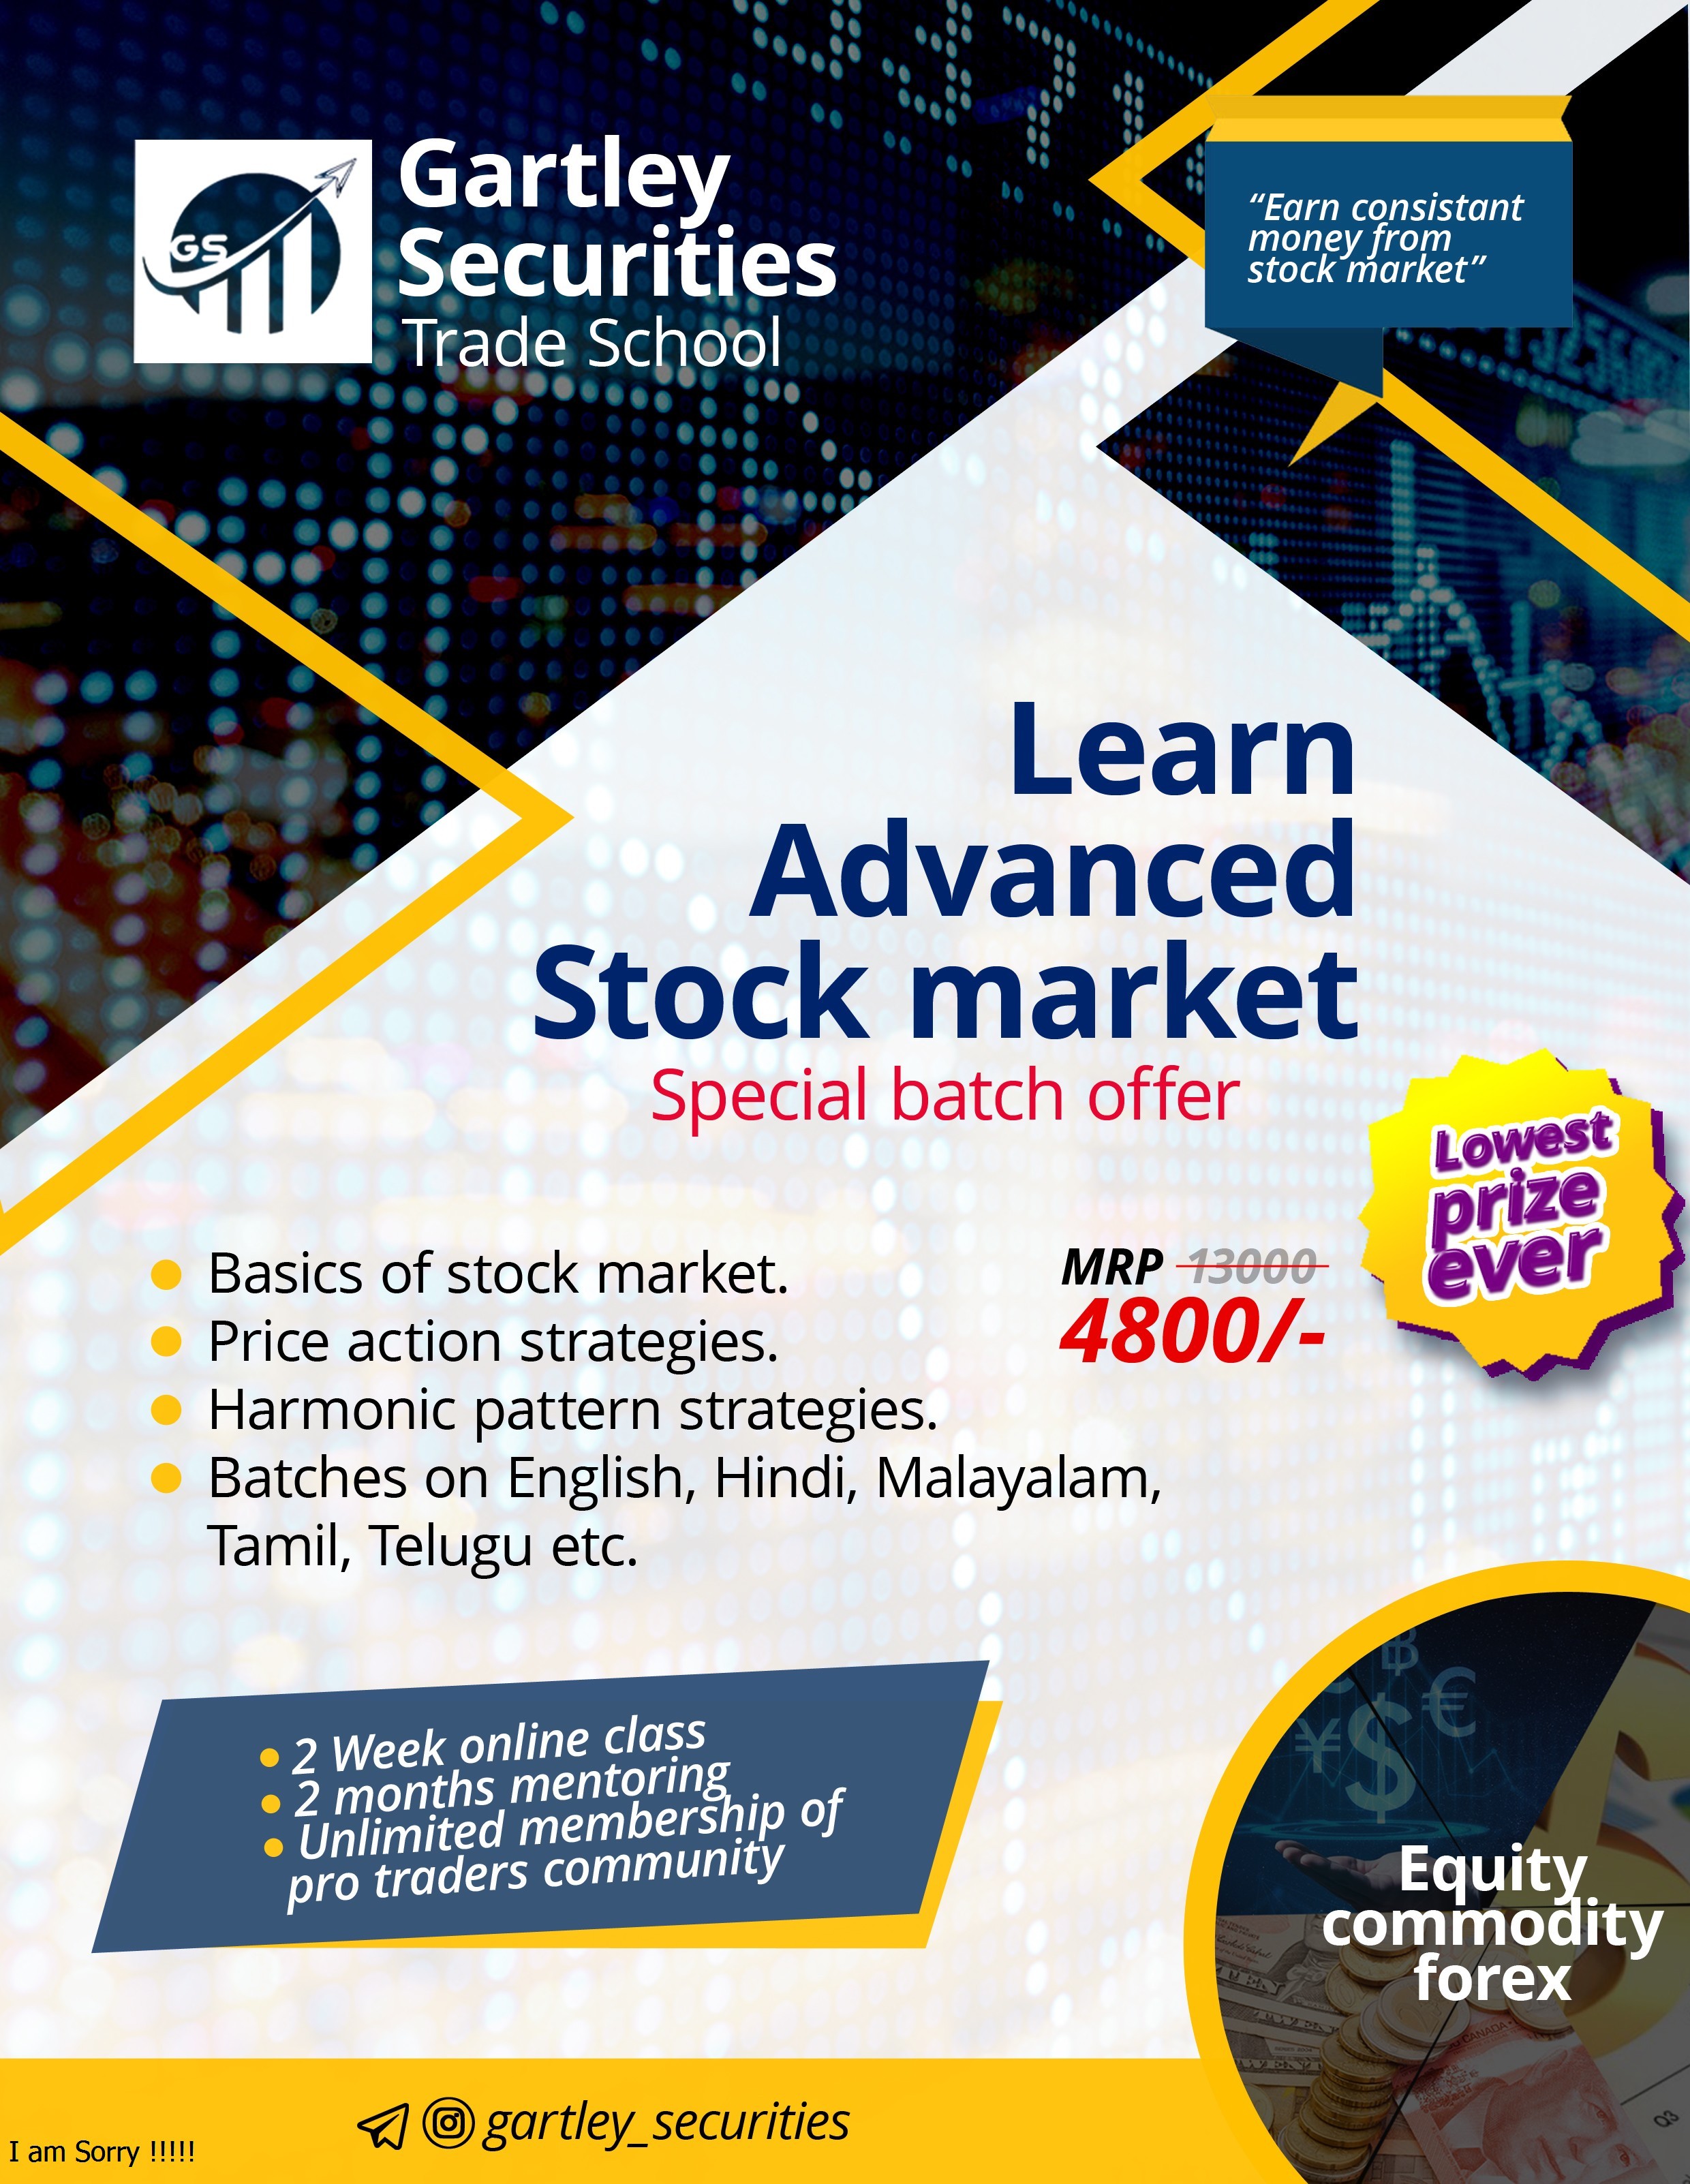 GS
Gartley
Securities
Trade School
“Earn consistant
money from
stock market”
Learn
Advanced
Stock market
Special batch offer
Lowest
prize
ever
MRP 13000
4800/-
Basics of stock market.
Price action strategies.
Harmonic pattern strategies.
Batches on English, Hindi, Malayalam,
Tamil, Telugu etc.
2 Week online class
2 months mentoring
Unlimited membership of
pro traders community
Equity
commodity
forex
CANADA
Q3
gartley_securities
I am Sorry !!!!!